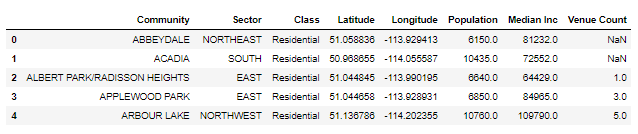 Community Sector Class Latitude Longitude Population Median Inc Venue Count
0 ABBEYDALE NORTHEAST Residential 51.058836 -113.929413 6150.0 81232.0 NaN
1 ACADIA SOUTH Residential 50.968655 -114.055587 10435.0 72552.0 NaN
2 ALBERT PARK/RADISSON HEIGHTS EAST Residential 51.044845 -113.990195 6640.0 64429.0 1.0
3 APPLEWOOD PARK EAST Residential 51.044658 -113.928931 6850.0 84965.0 3.0
4 ARBOUR LAKE NORTHWEST Residential 51.136786 -114.202355 10760.0 109790.0 5.0